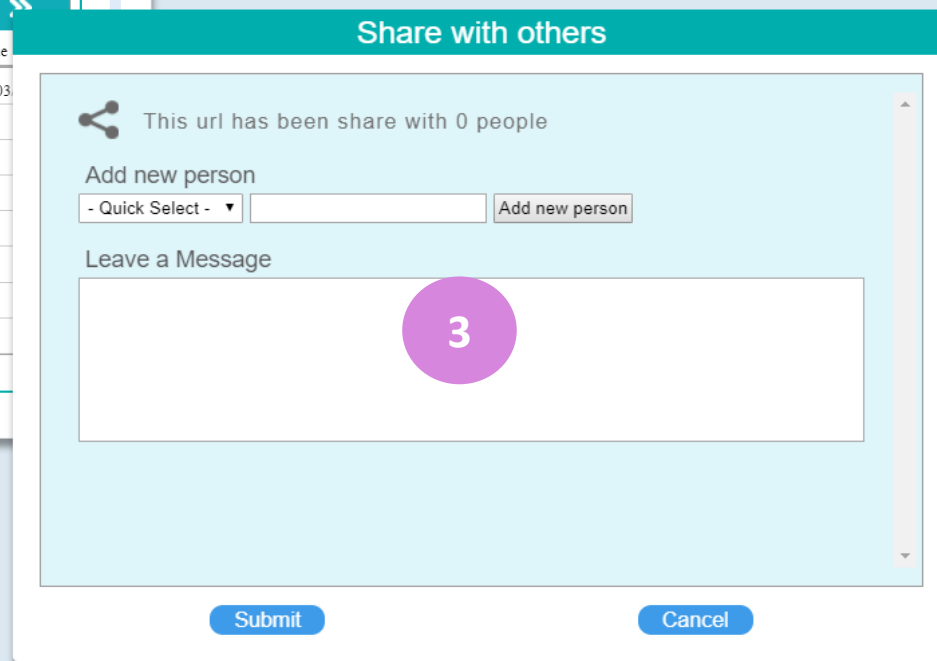 Share with others
e
03
This url has been share with 0 people
Add new person
- Quick Select - ▼ Add new person
Leave a Message
3
Submit Cancel